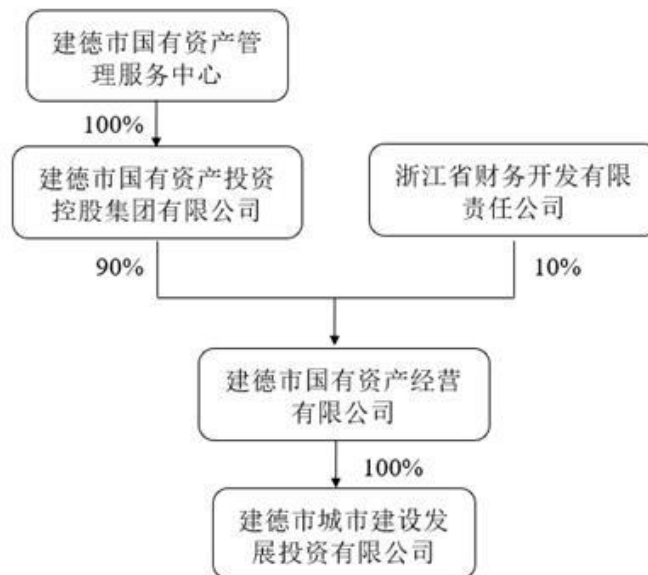 建德市国有资产管
理服务中心
100%
建德市国有资产投资
控股集团有限公司
浙江省财务开发有限
责任公司
90%
10%
建德市国有资产经营
有限公司
100%
建德市城市建设发
展投资有限公司